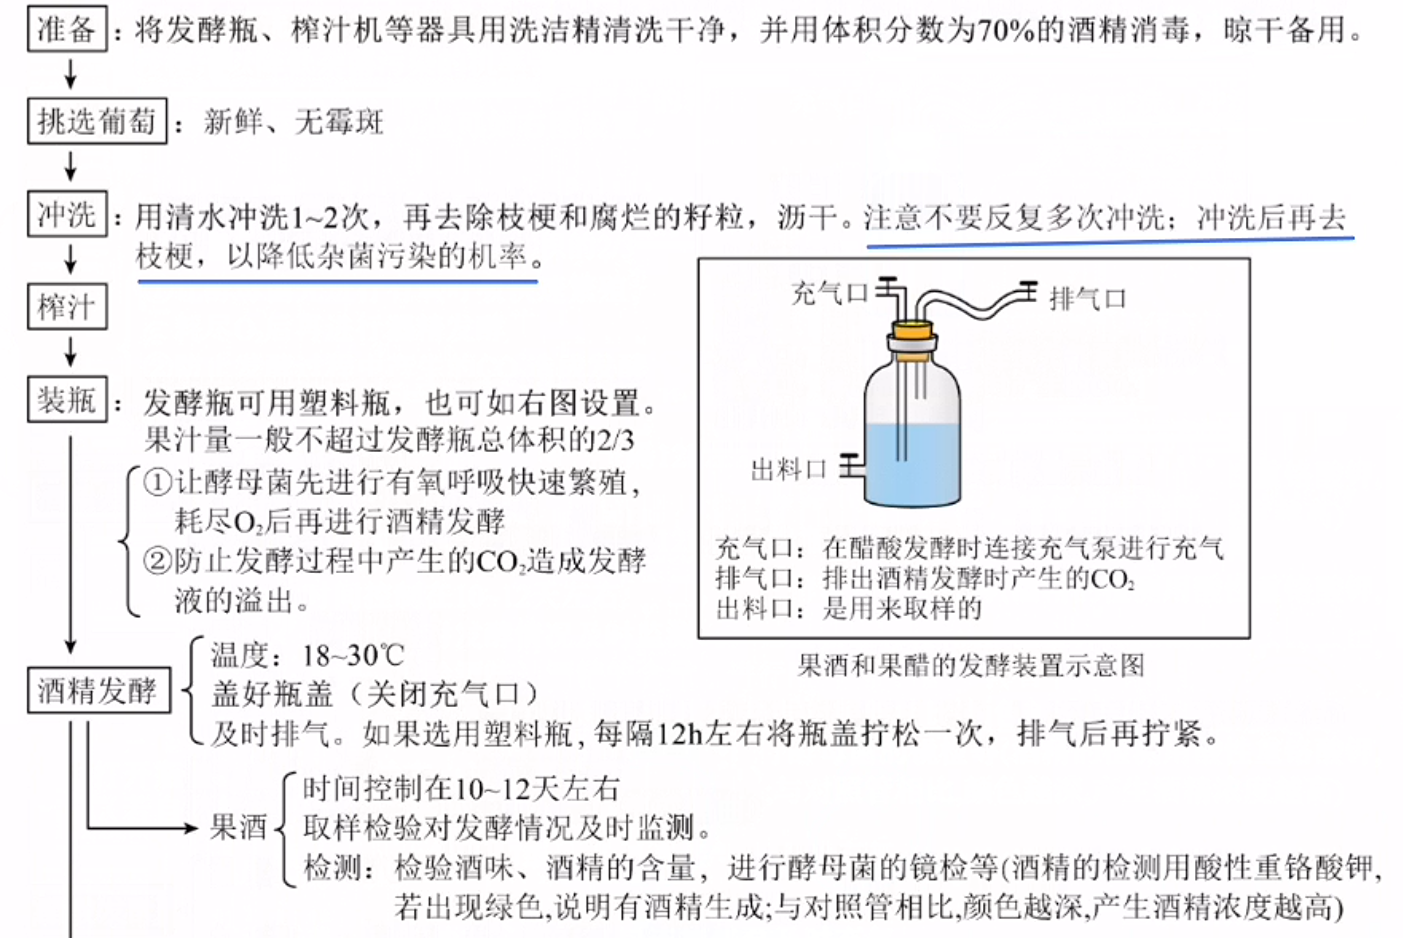 准备：将发酵瓶、榨汁机等器具用洗洁精清洗干净，并用体积分数为70%的酒精消毒，晾干备用。
挑选葡萄：新鲜、无霉斑
冲洗：用清水冲洗1~2次，再去除枝梗和腐烂的籽粒，沥干。注意不要反复多次冲洗；冲洗后再去
枝梗，以降低杂菌污染的机率。
榨汁
充气口
排气口
出料口
充气口：在醋酸发酵时连接充气泵进行充气
排气口：排出酒精发酵时产生的CO₂
出料口：是用来取样的
果酒和果醋的发酵装置示意图
装瓶：发酵瓶可用塑料瓶，也可如右图设置。
果汁量一般不超过发酵瓶总体积的2/3
①让酵母菌先进行有氧呼吸快速繁殖，
耗尽O₂后再进行酒精发酵
②防止发酵过程中产生的CO₂造成发酵
液的溢出。
酒精发酵
温度：18~30℃
盖好瓶盖（关闭充气口）
及时排气。如果选用塑料瓶,每隔12h左右将瓶盖拧松一次，排气后再拧紧。
果酒
时间控制在10~12天左右
取样检验对发酵情况及时监测。
检测：检验酒味、酒精的含量，进行酵母菌的镜检等(酒精的检测用酸性重铬酸钾,
若出现绿色,说明有酒精生成;与对照管相比,颜色越深,产生酒精浓度越高)